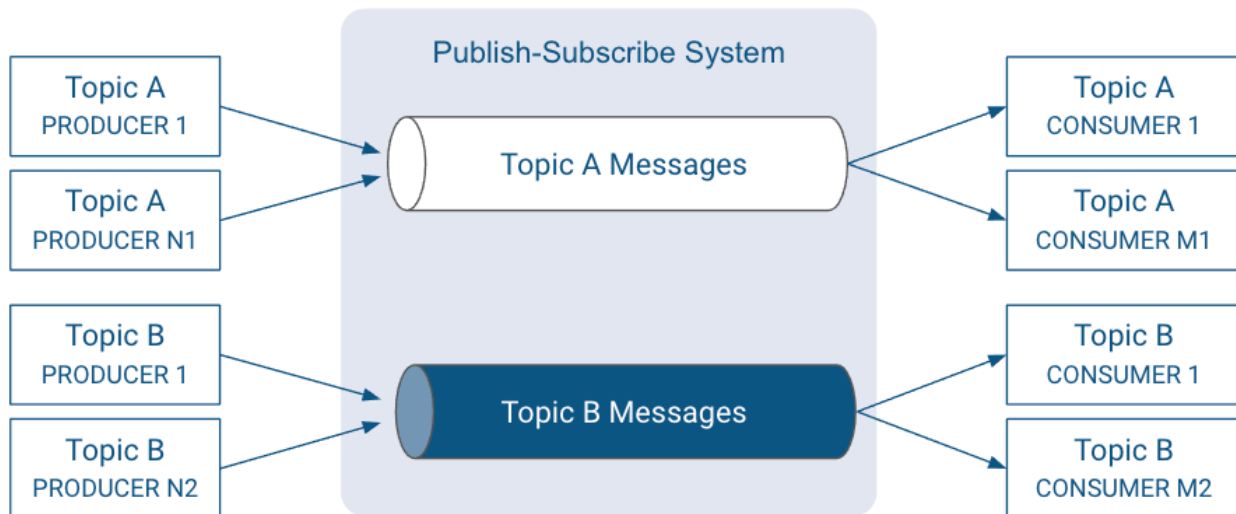 Publish-Subscribe System
Topic A
PRODUCER 1
Topic A
PRODUCER N1
Topic A Messages
Topic A
CONSUMER 1
Topic A
CONSUMER M1
Topic B
PRODUCER 1
Topic B
PRODUCER N2
Topic B Messages
Topic B
CONSUMER 1
Topic B
CONSUMER M2